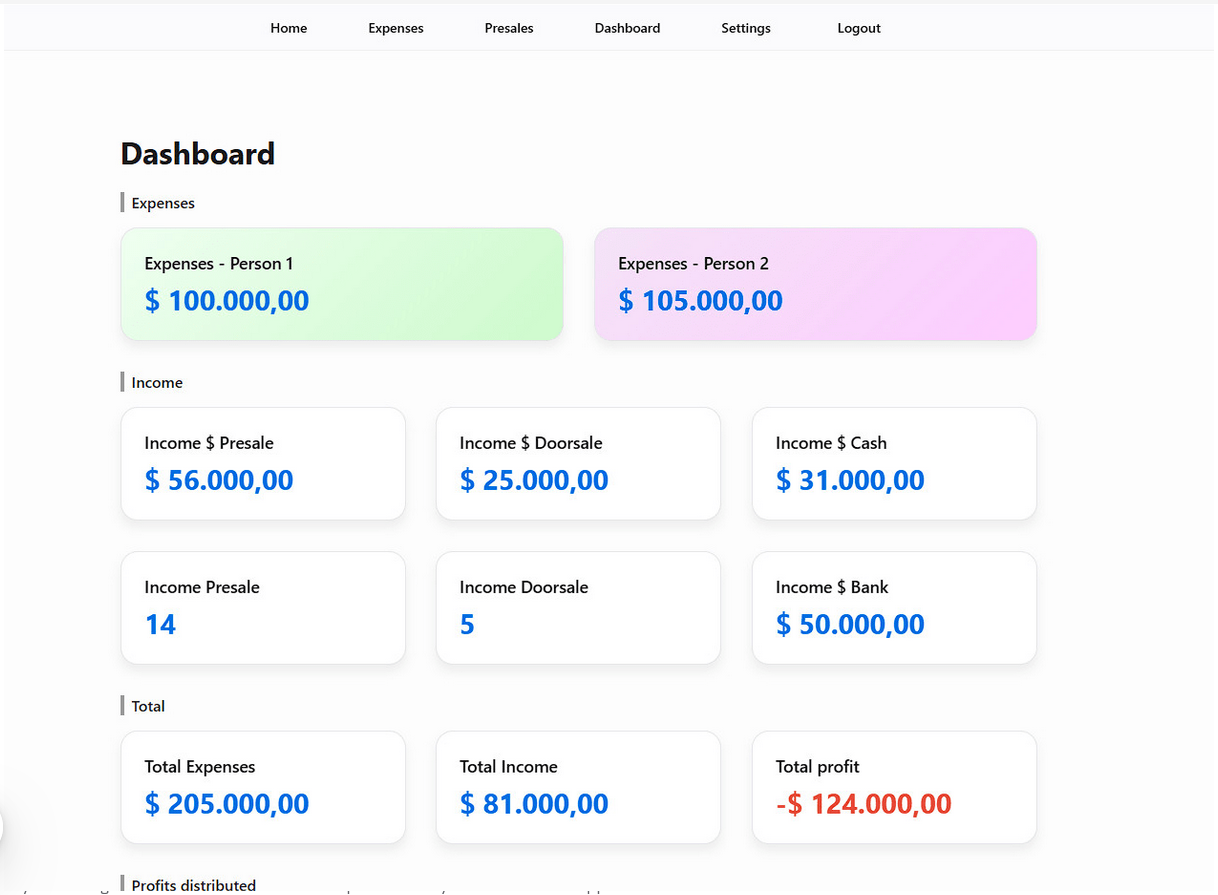 Home Expenses Presales Dashboard Settings Logout
Dashboard
Expenses
Expenses - Person 1
$ 100.000,00
Expenses - Person 2
$ 105.000,00
Income
Income $ Presale
$ 56.000,00
Income $ Doorsale
$ 25.000,00
Income $ Cash
$ 31.000,00
Income Presale
14
Income Doorsale
5
Income $ Bank
$ 50.000,00
Total
Total Expenses
$ 205.000,00
Total Income
$ 81.000,00
Total profit
-$ 124.000,00
Profits distributed